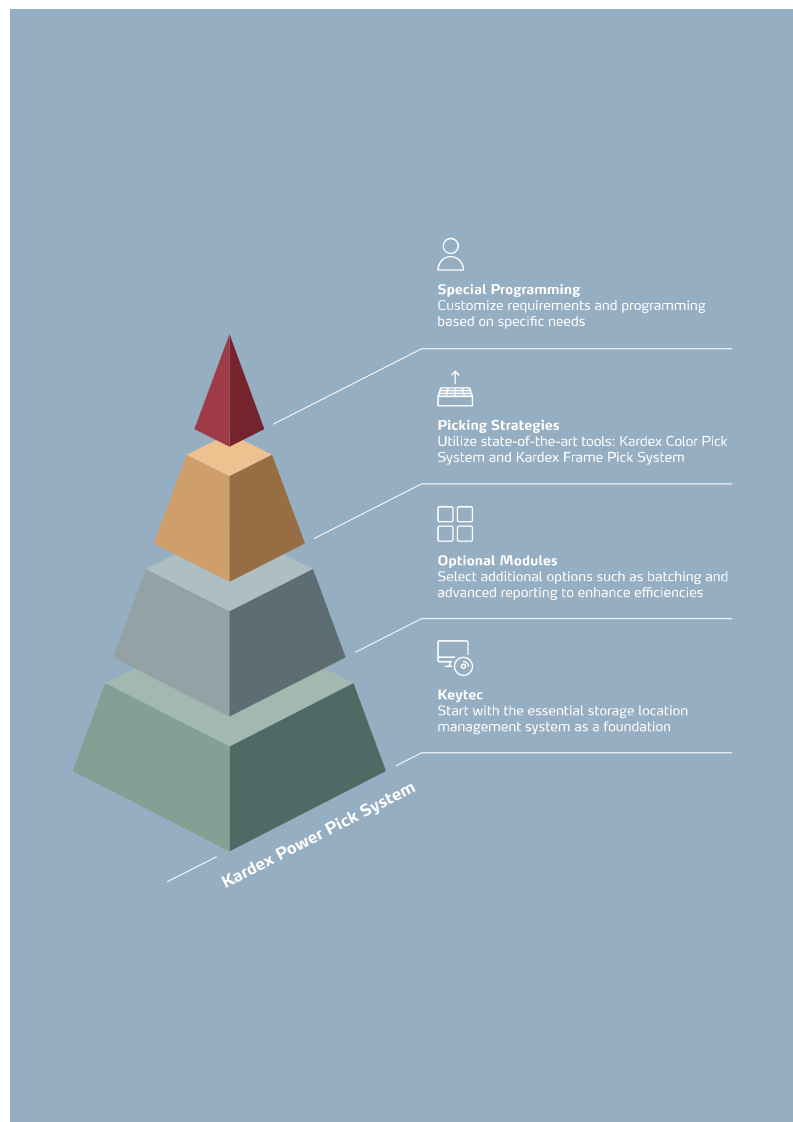 Special Programming
Customize requirements and programming
based on specific needs
Picking Strategies
Utilize state-of-the-art tools: Kardex Color Pick
System and Kardex Frame Pick System
Optional Modules
Select additional options such as batching and
advanced reporting to enhance efficiencies
Keytec
Start with the essential storage location
management system as a foundation
Kardex Power Pick System